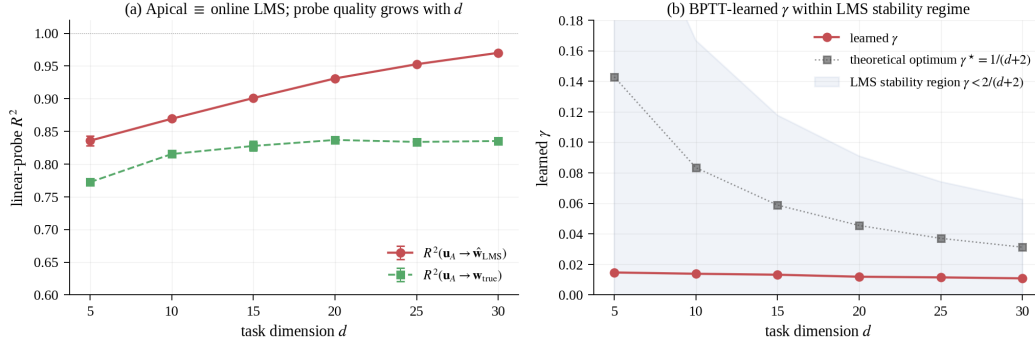 (a) Apical ≡ online LMS; probe quality grows with d
1.00
0.95
0.90
0.85
0.80
0.75
0.70
0.65
0.60
linear-probe R²
5
10
15
20
25
30
task dimension d
R²(u_A → ŵ_LMS)
R²(u_A → w_true)
(b) BPTT-learned γ within LMS stability regime
0.18
0.16
0.14
0.12
0.10
0.08
0.06
0.04
0.02
0.00
learned γ
5
10
15
20
25
30
task dimension d
learned γ
theoretical optimum γ* = 1/(d+2)
LMS stability region γ < 2/(d+2)